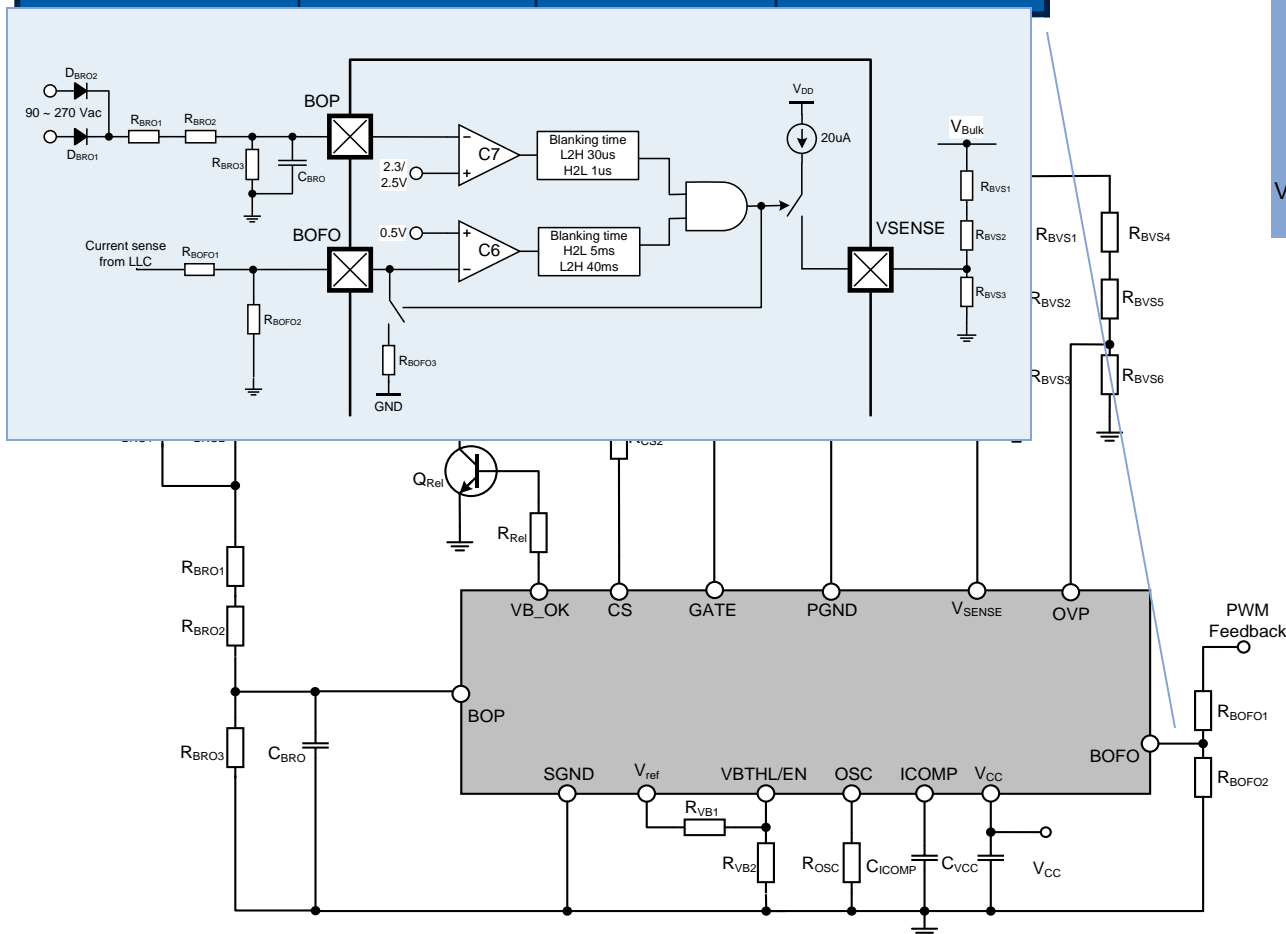 DBRO2
90 ~ 270 Vac
DBRO1
RBRO1
RBRO2
RBRO3
CBRO
BOP
2.3/
2.5V
C7
Blanking time
L2H 30us
H2L 1us
VDD
20uA
VBulk
RBVS1
RBVS2
RBVS3
VSENSE
Current sense
from LLC
RBOFO1
RBOFO2
BOFO
0.5V
C6
Blanking time
H2L 5ms
L2H 40ms
RBOFO3
GND
V
RBVS1
RBVS4
RBVS2
RBVS5
RBVS3
RBVS6
RCS2
QRel
RRel
RBRO1
RBRO2
RBRO3
CBRO
VB_OK
CS
GATE
PGND
VSENSE
OVP
BOP
BOFO
SGND
Vref
VBTHL/EN
OSC
ICOMP
VCC
PWM
Feedback
RBOFO1
RBOFO2
RVB1
RVB2
ROSC
CICOMP
CVCC
VCC